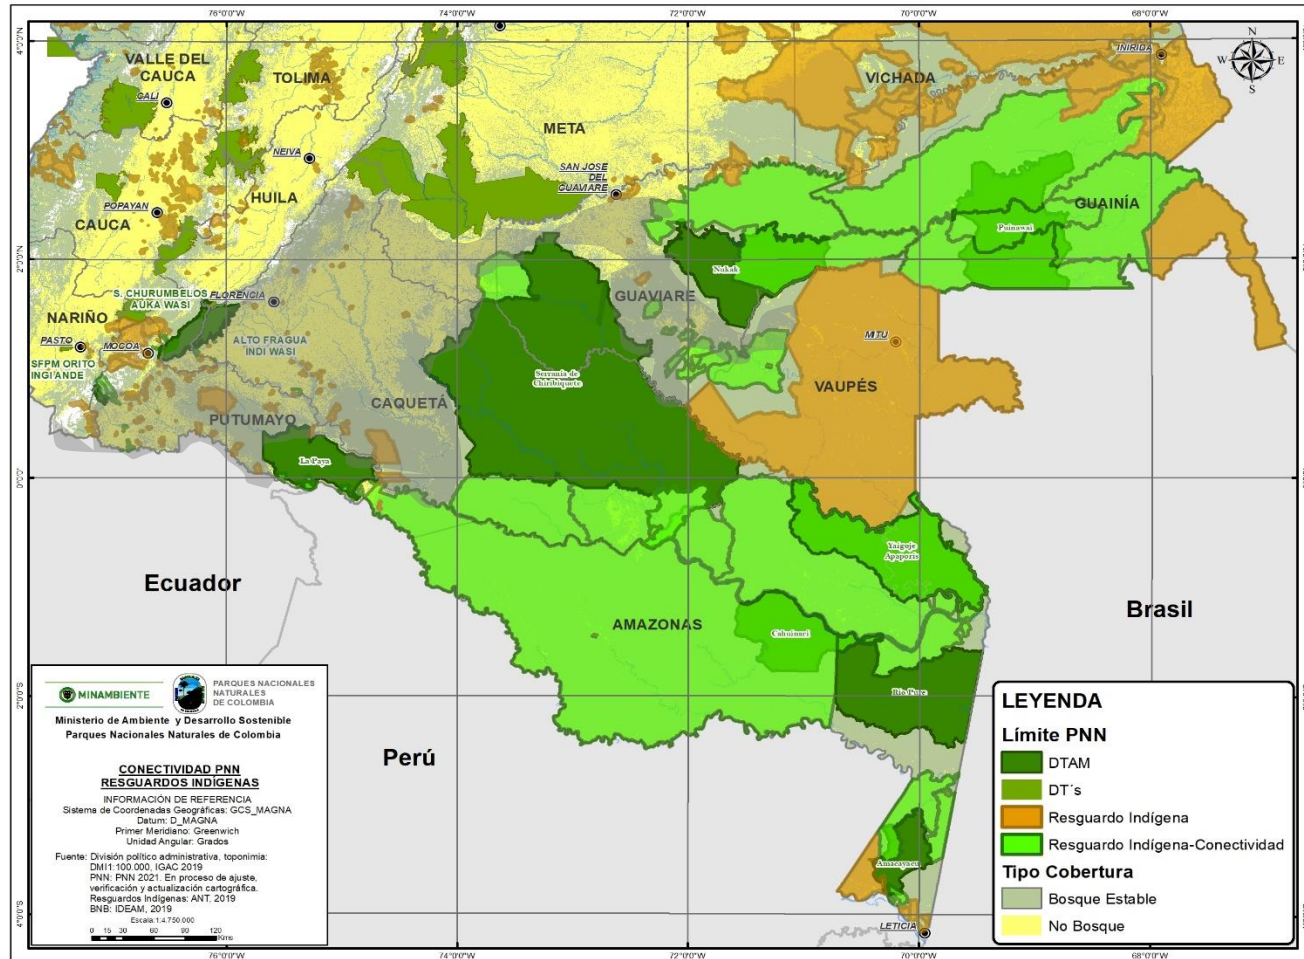 76°0'0"W
74°0'0"W
72°0'0"W
70°0'0"W
68°0'0"W
4°0'0"N
2°0'0"N
0°0'0"N
2°0'0"S
4°0'0"S
N
W
E
S
VALLE DEL
CAUCA
CALI
TOLIMA
NEIVA
HUILA
META
SAN JOSE
DEL
GUAVIARE
VICHADA
INIRIDA
GUAINÍA
Puinawai
POPAYAN
CAUCA
Nukak
GUAVIARE
S. CHURUMBELOS
AUKA WASI
FLORENCIA
NARIÑO
PASTO
MOCOA
ALTO FRAGUA
INDI WASI
SFPM ORITO
INGI ANDE
MITU
VAUPÉS
Serranía de
Chiribiquete
CAQUETÁ
PUTUMAYO
La Paya
Yaigoje
Apaporis
Ecuador
Brasil
AMAZONAS
Cahuinari
Rio Pure
Perú
Amacayacu
LETICIA
MINAMBIENTE
PARQUES NACIONALES
NATURALES
DE COLOMBIA
Ministerio de Ambiente y Desarrollo Sostenible
Parques Nacionales Naturales de Colombia
CONECTIVIDAD PNN
RESGUARDOS INDÍGENAS
INFORMACIÓN DE REFERENCIA
Sistema de Coordenadas Geográficas: GCS_MAGNA
Datum: D_MAGNA
Primer Meridiano: Greenwich
Unidad Angular: Grados
Fuente: División político administrativa, toponimia:
DMI1:100.000, IGAC 2019
PNN: PNN 2021. En proceso de ajuste,
verificación y actualización cartográfica.
Resguardos Indígenas: ANT, 2019
BNB: IDEAM, 2019
Escala:1:4.750.000
0 15 30 60 90 120
Kms
LEYENDA
Límite PNN
DTAM
DT´s
Resguardo Indígena
Resguardo Indígena-Conectividad
Tipo Cobertura
Bosque Estable
No Bosque
76°0'0"W
74°0'0"W
72°0'0"W
70°0'0"W
68°0'0"W